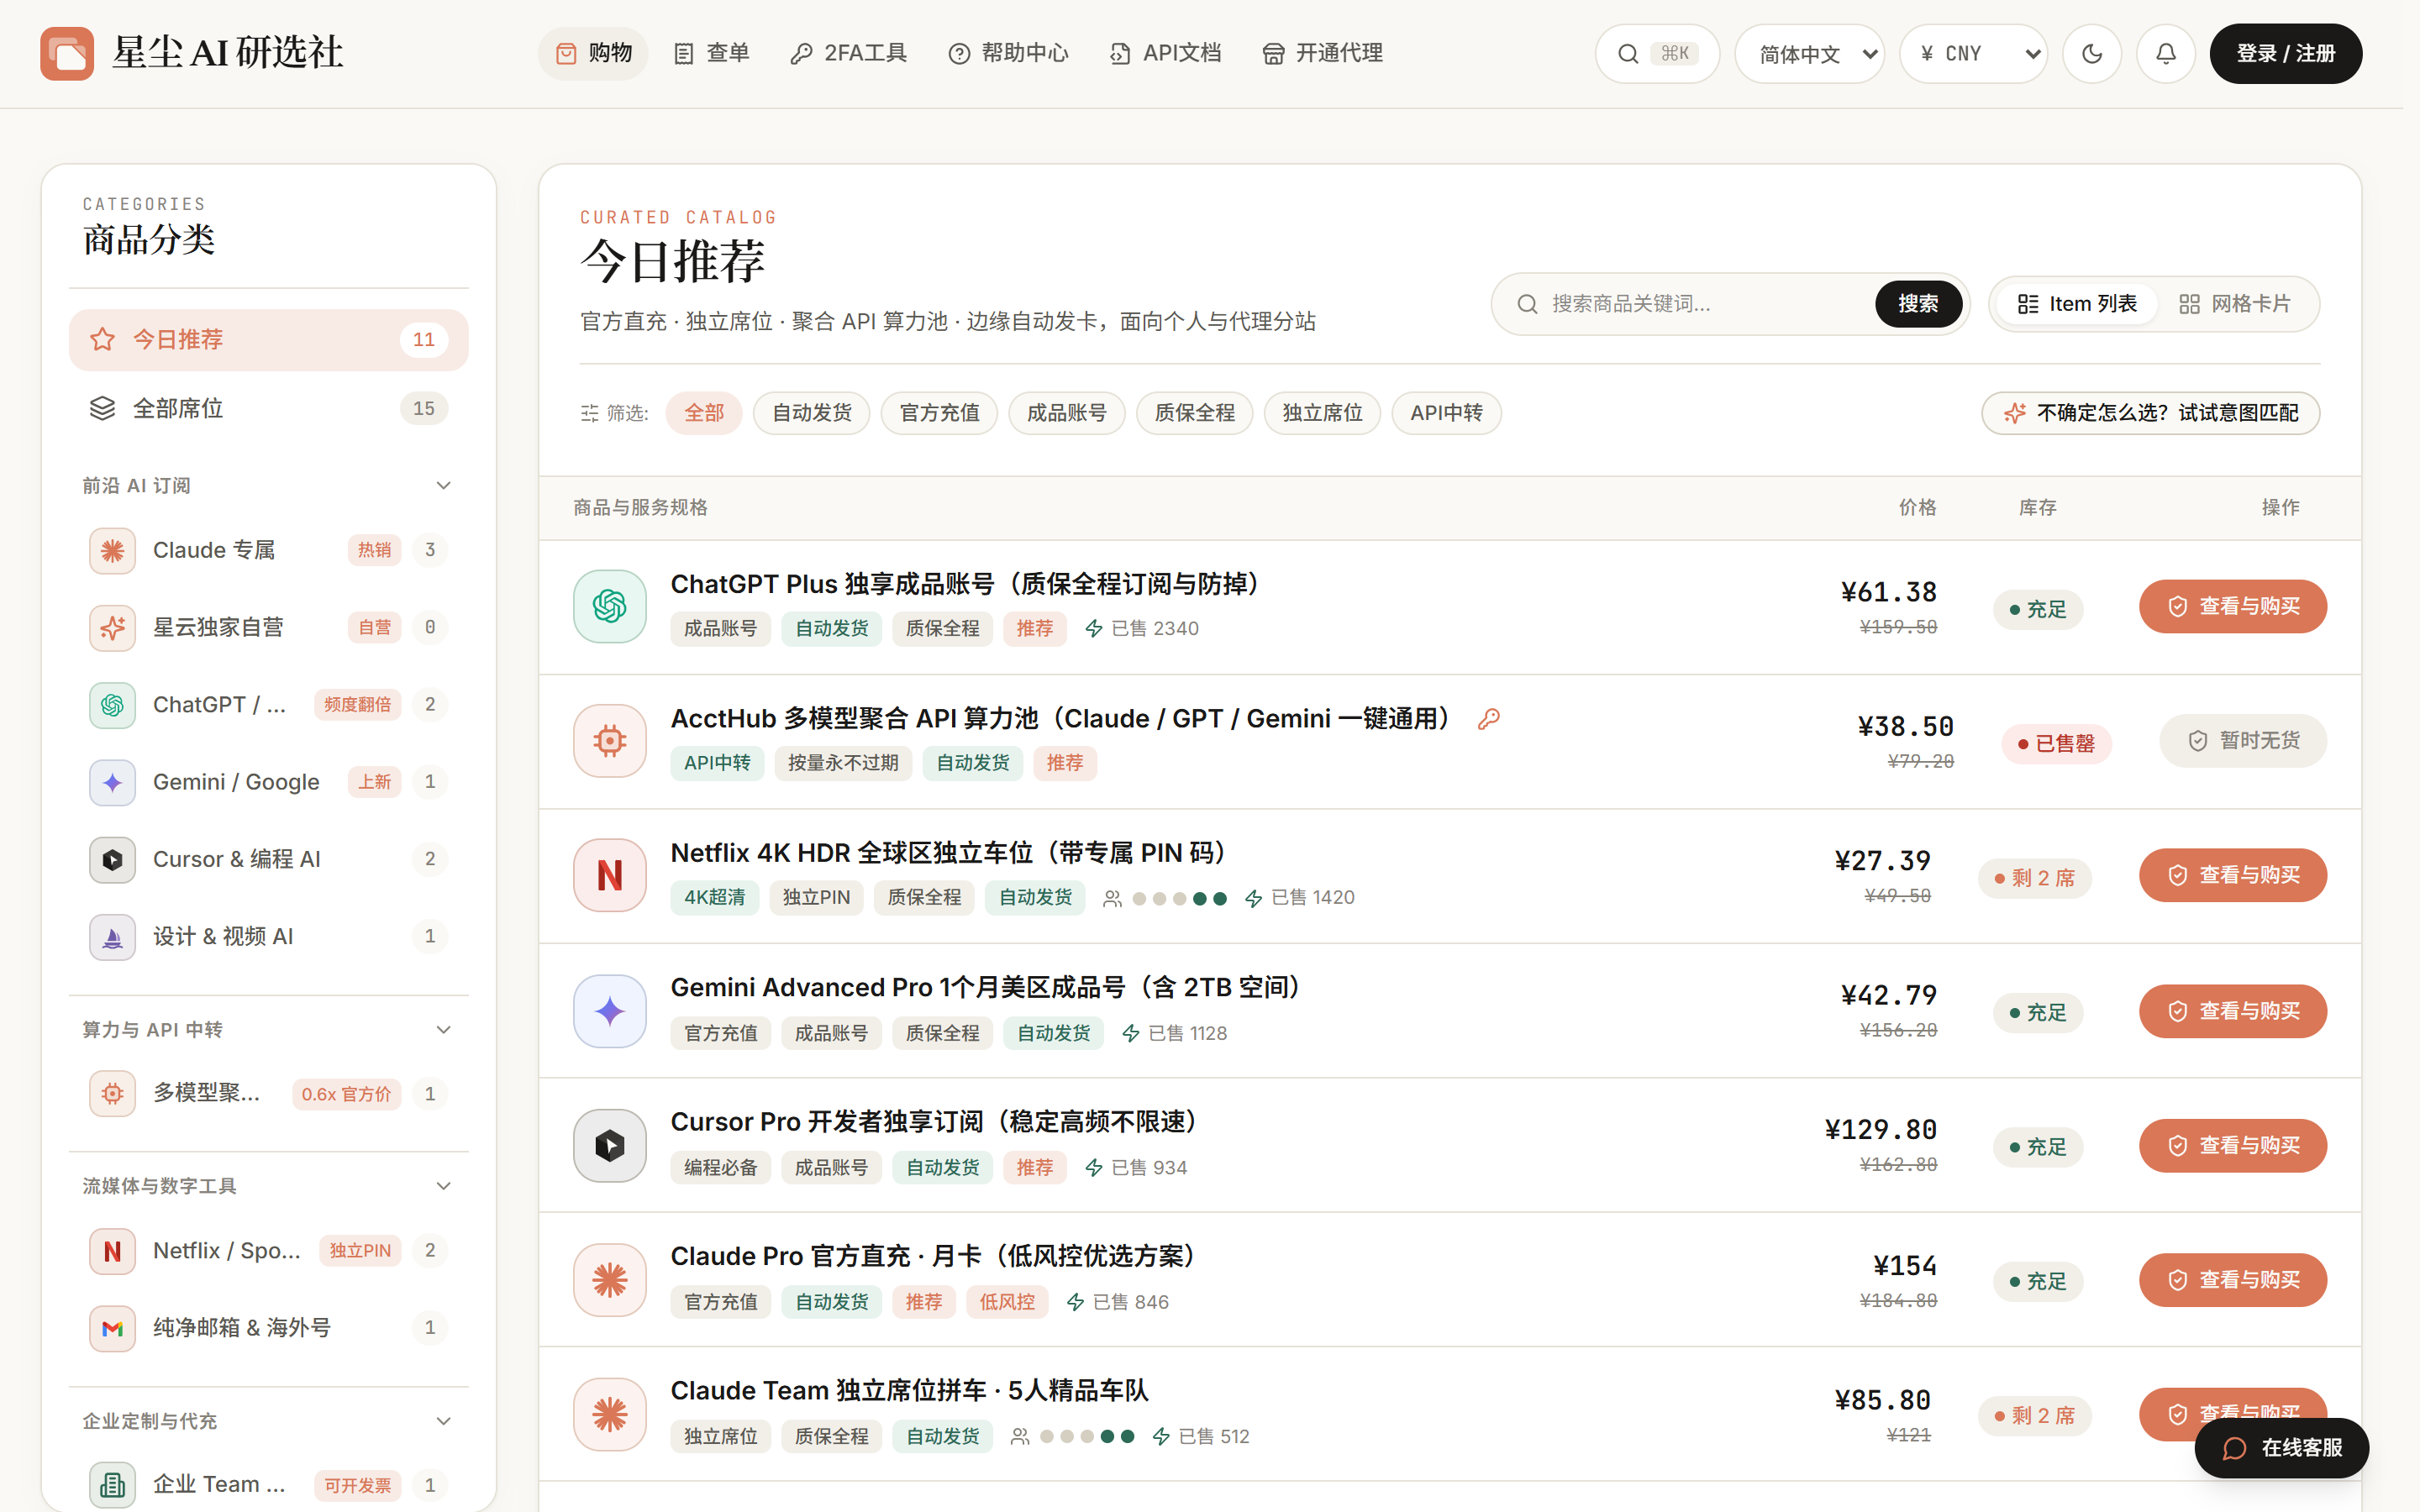 星尘 AI 研选社
购物
查单
2FA工具
帮助中心
API文档
开通代理
⌘K
简体中文
¥ CNY
登录 / 注册
CATEGORIES
商品分类
今日推荐 11
全部席位 15
前沿 AI 订阅
Claude 专属 热销 3
星云独家自营 自营 0
ChatGPT / ... 频度翻倍 2
Gemini / Google 上新 1
Cursor & 编程 AI 2
设计 & 视频 AI 1
算力与 API 中转
多模型聚... 0.6x 官方价 1
流媒体与数字工具
Netflix / Spo... 独立PIN 2
纯净邮箱 & 海外号 1
企业定制与代充
企业 Team ... 可开发票 1
CURATED CATALOG
今日推荐
官方直充 · 独立席位 · 聚合 API 算力池 · 边缘自动发卡，面向个人与代理分站
搜索商品关键词...
搜索
Item 列表
网格卡片
筛选: 全部 自动发货 官方充值 成品账号 质保全程 独立席位 API中转
不确定怎么选？试试意图匹配
商品与服务规格 价格 库存 操作
ChatGPT Plus 独享成品账号（质保全程订阅与防掉）
成品账号 自动发货 质保全程 推荐 已售 2340
¥61.38
¥159.50
充足
查看与购买
AcctHub 多模型聚合 API 算力池（Claude / GPT / Gemini 一键通用）
API中转 按量永不过期 自动发货 推荐
¥38.50
¥79.20
已售罄
暂时无货
Netflix 4K HDR 全球区独立车位（带专属 PIN 码）
4K超清 独立PIN 质保全程 自动发货 已售 1420
¥27.39
¥49.50
剩 2 席
查看与购买
Gemini Advanced Pro 1个月美区成品号（含 2TB 空间）
官方充值 成品账号 质保全程 自动发货 已售 1128
¥42.79
¥156.20
充足
查看与购买
Cursor Pro 开发者独享订阅（稳定高频不限速）
编程必备 成品账号 自动发货 推荐 已售 934
¥129.80
¥162.80
充足
查看与购买
Claude Pro 官方直充 · 月卡（低风控优选方案）
官方充值 自动发货 推荐 低风控 已售 846
¥154
¥184.80
充足
查看与购买
Claude Team 独立席位拼车 · 5人精品车队
独立席位 质保全程 自动发货 已售 512
¥85.80
¥121
剩 2 席
查看与购买
在线客服